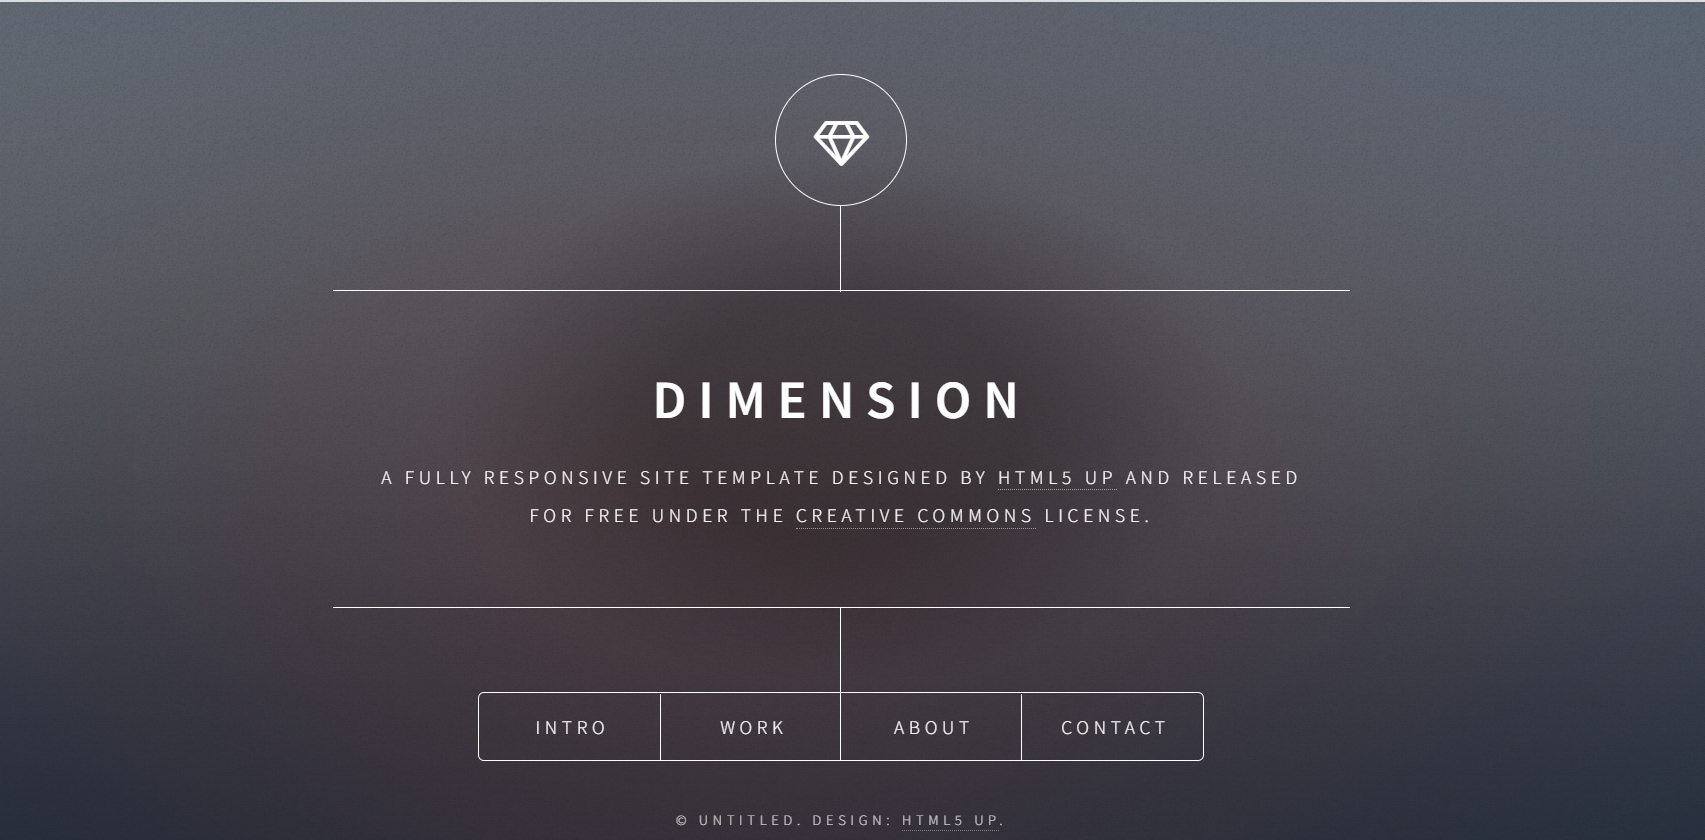 DIMENSION
A FULLY RESPONSIVE SITE TEMPLATE DESIGNED BY HTML5 UP AND RELEASED
FOR FREE UNDER THE CREATIVE COMMONS LICENSE.
INTRO WORK ABOUT CONTACT
© UNTITLED. DESIGN: HTML5 UP.